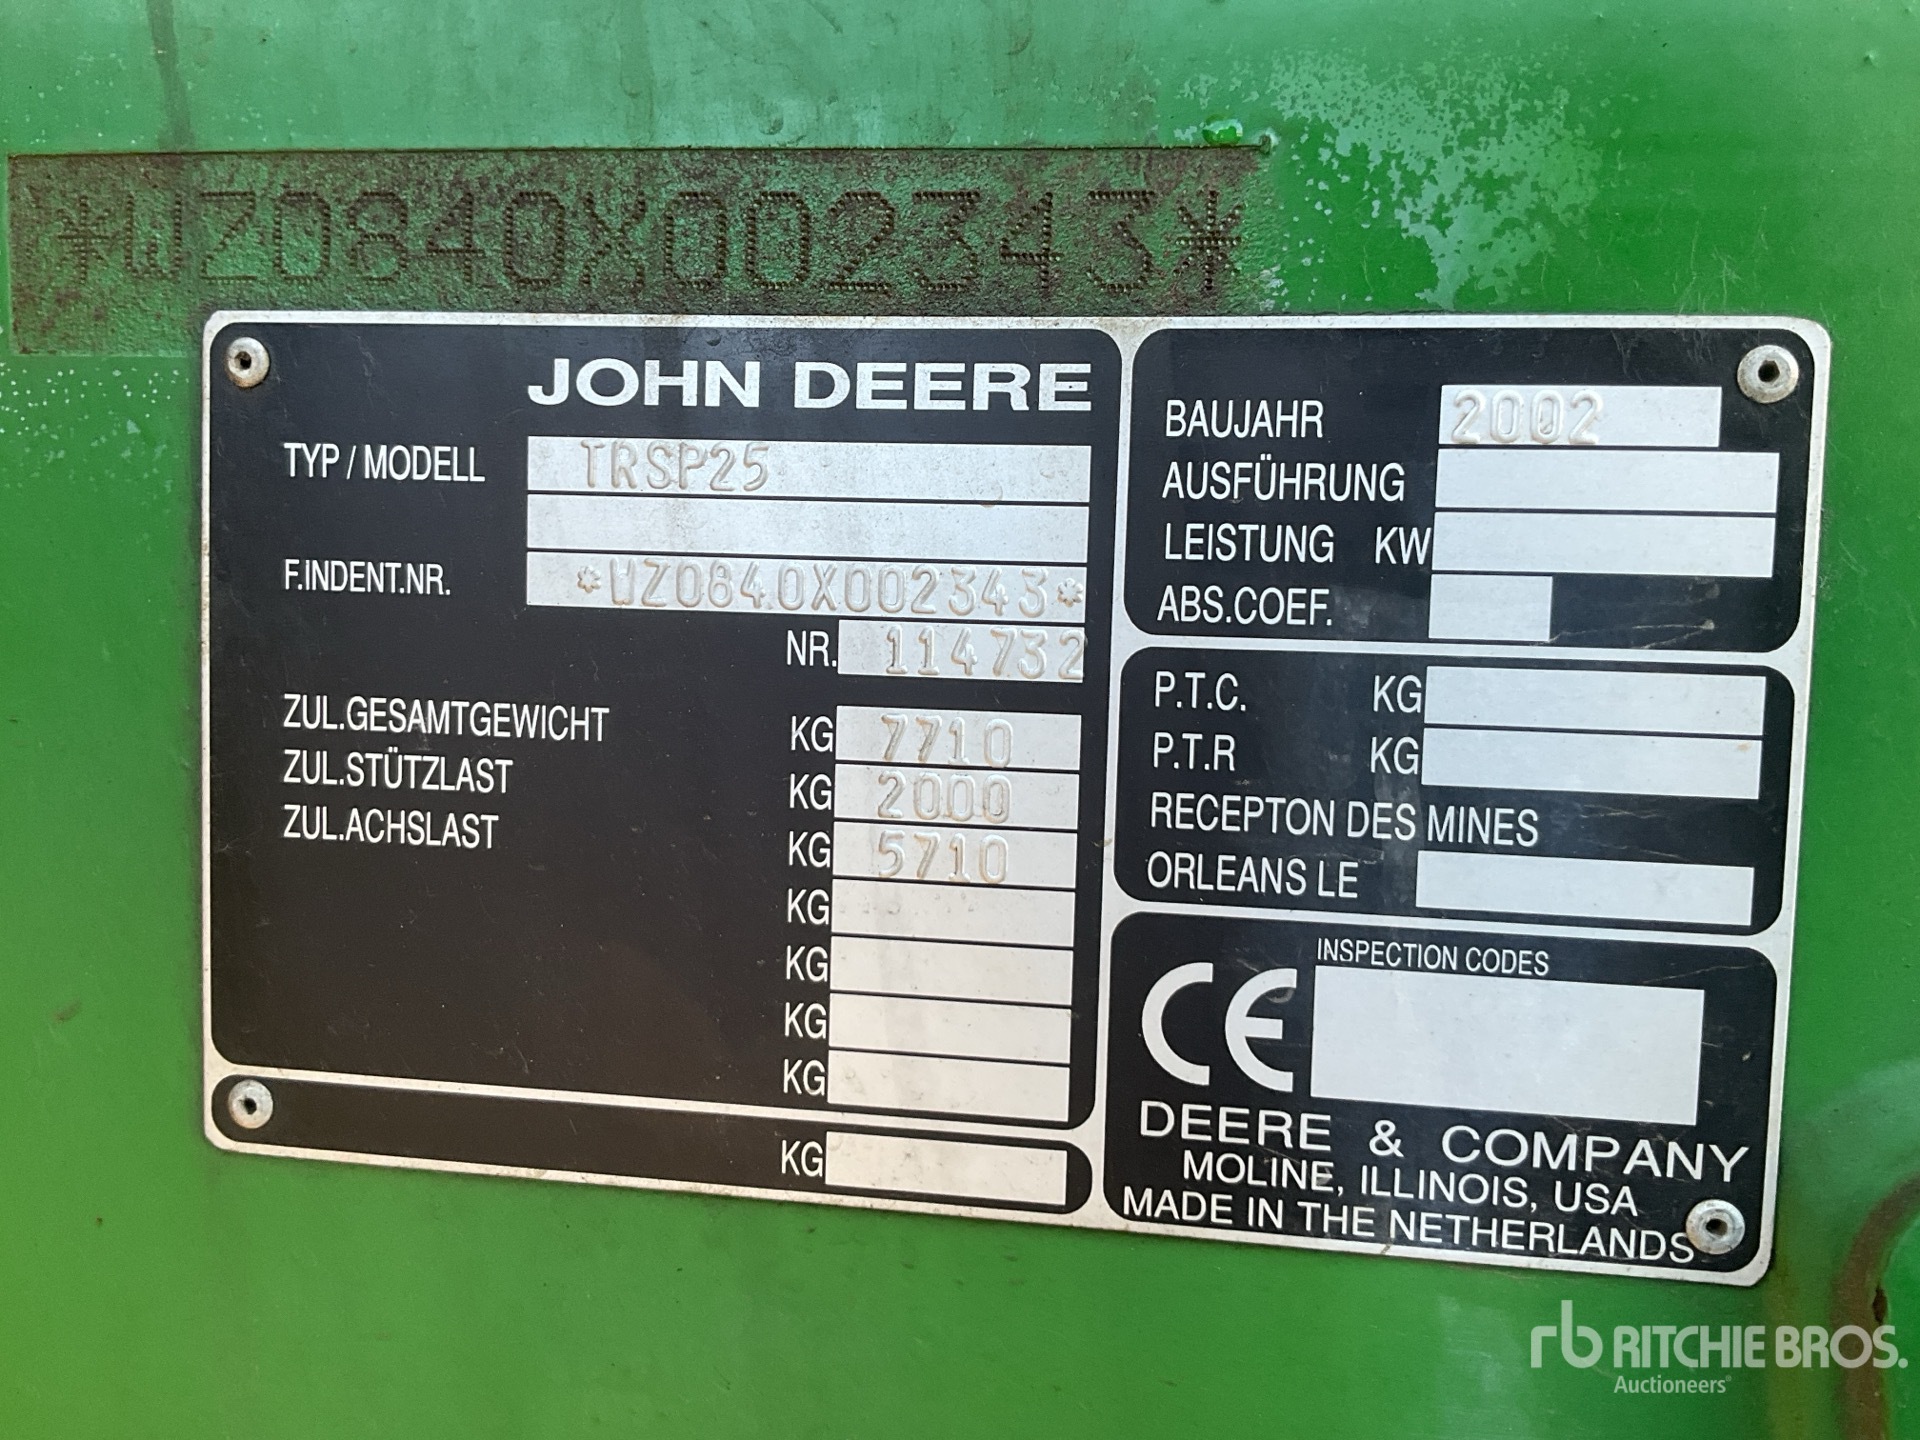 *WZ0840X002343*
JOHN DEERE
TYP / MODELL TRSP25
F.INDENT.NR. *WZ0840X002343*
NR. 114732
ZUL.GESAMTGEWICHT KG 7710
ZUL.STÜTZLAST KG 2000
ZUL.ACHSLAST KG 5710
KG
KG
KG
KG
KG
BAUJAHR 2002
AUSFÜHRUNG
LEISTUNG KW
ABS.COEF.
P.T.C. KG
P.T.R KG
RECEPTON DES MINES
ORLEANS LE
INSPECTION CODES
CE
DEERE & COMPANY
MOLINE, ILLINOIS, USA
MADE IN THE NETHERLANDS
rb RITCHIE BROS.
Auctioneers